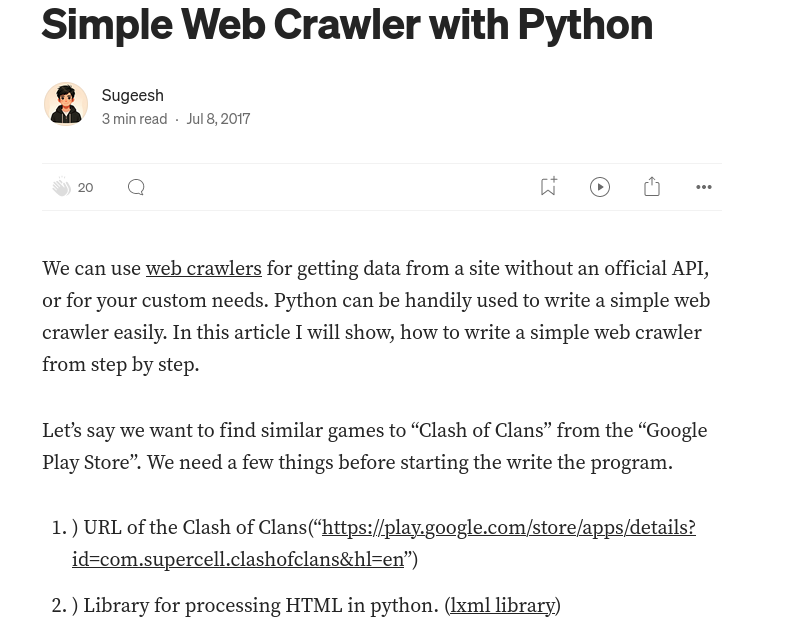 Simple Web Crawler with Python
Sugeesh
3 min read · Jul 8, 2017
20
We can use web crawlers for getting data from a site without an official API,
or for your custom needs. Python can be handily used to write a simple web
crawler easily. In this article I will show, how to write a simple web crawler
from step by step.
Let’s say we want to find similar games to “Clash of Clans” from the “Google
Play Store”. We need a few things before starting the write the program.
1. ) URL of the Clash of Clans(“https://play.google.com/store/apps/details?
id=com.supercell.clashofclans&hl=en”)
2. ) Library for processing HTML in python. (lxml library)